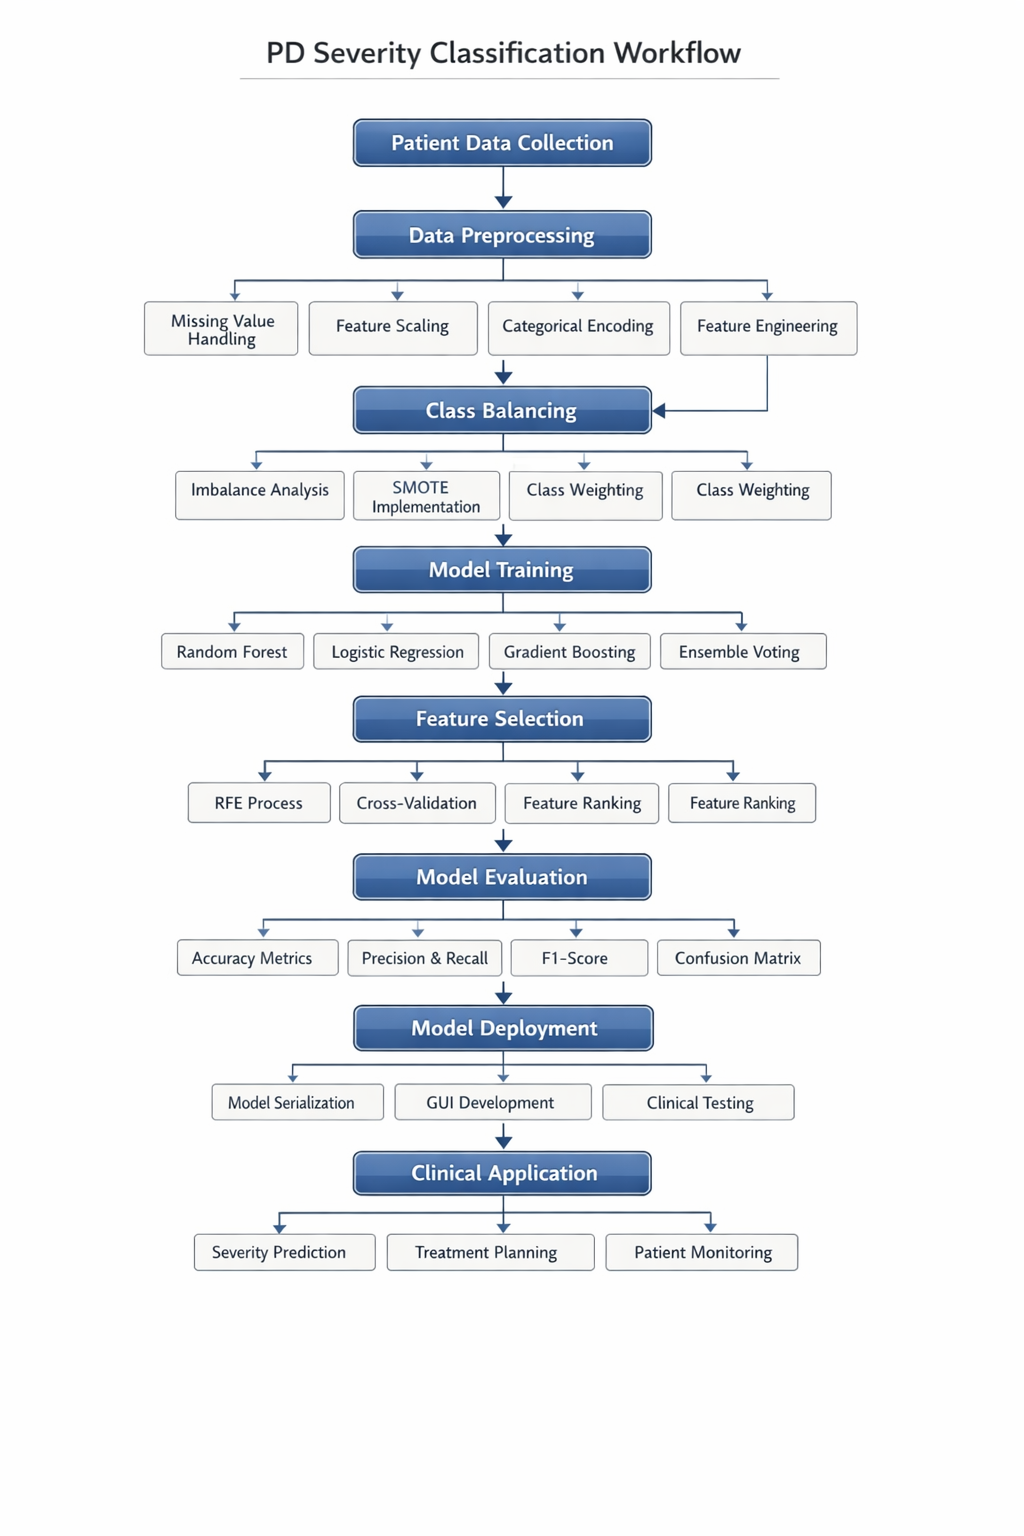 PD Severity Classification Workflow
Patient Data Collection
Data Preprocessing
Missing Value
Handling
Feature Scaling
Categorical Encoding
Feature Engineering
Class Balancing
Imbalance Analysis
SMOTE
Implementation
Class Weighting
Class Weighting
Model Training
Random Forest
Logistic Regression
Gradient Boosting
Ensemble Voting
Feature Selection
RFE Process
Cross-Validation
Feature Ranking
Feature Ranking
Model Evaluation
Accuracy Metrics
Precision & Recall
F1-Score
Confusion Matrix
Model Deployment
Model Serialization
GUI Development
Clinical Testing
Clinical Application
Severity Prediction
Treatment Planning
Patient Monitoring